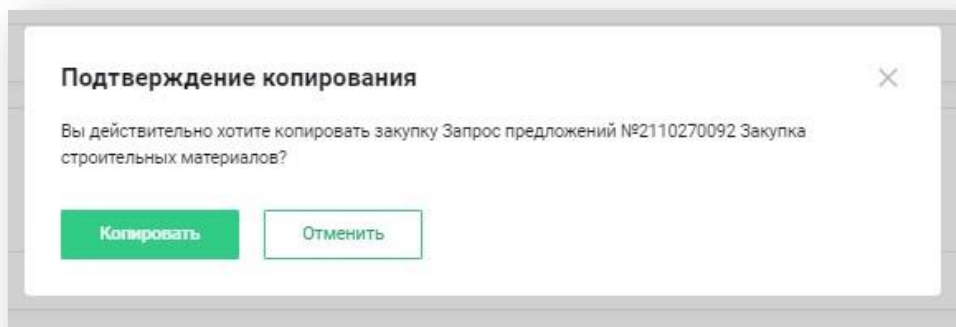 Подтверждение копирования
Вы действительно хотите копировать закупку Запрос предложений №2110270092 Закупка
строительных материалов?
Копировать
Отменить